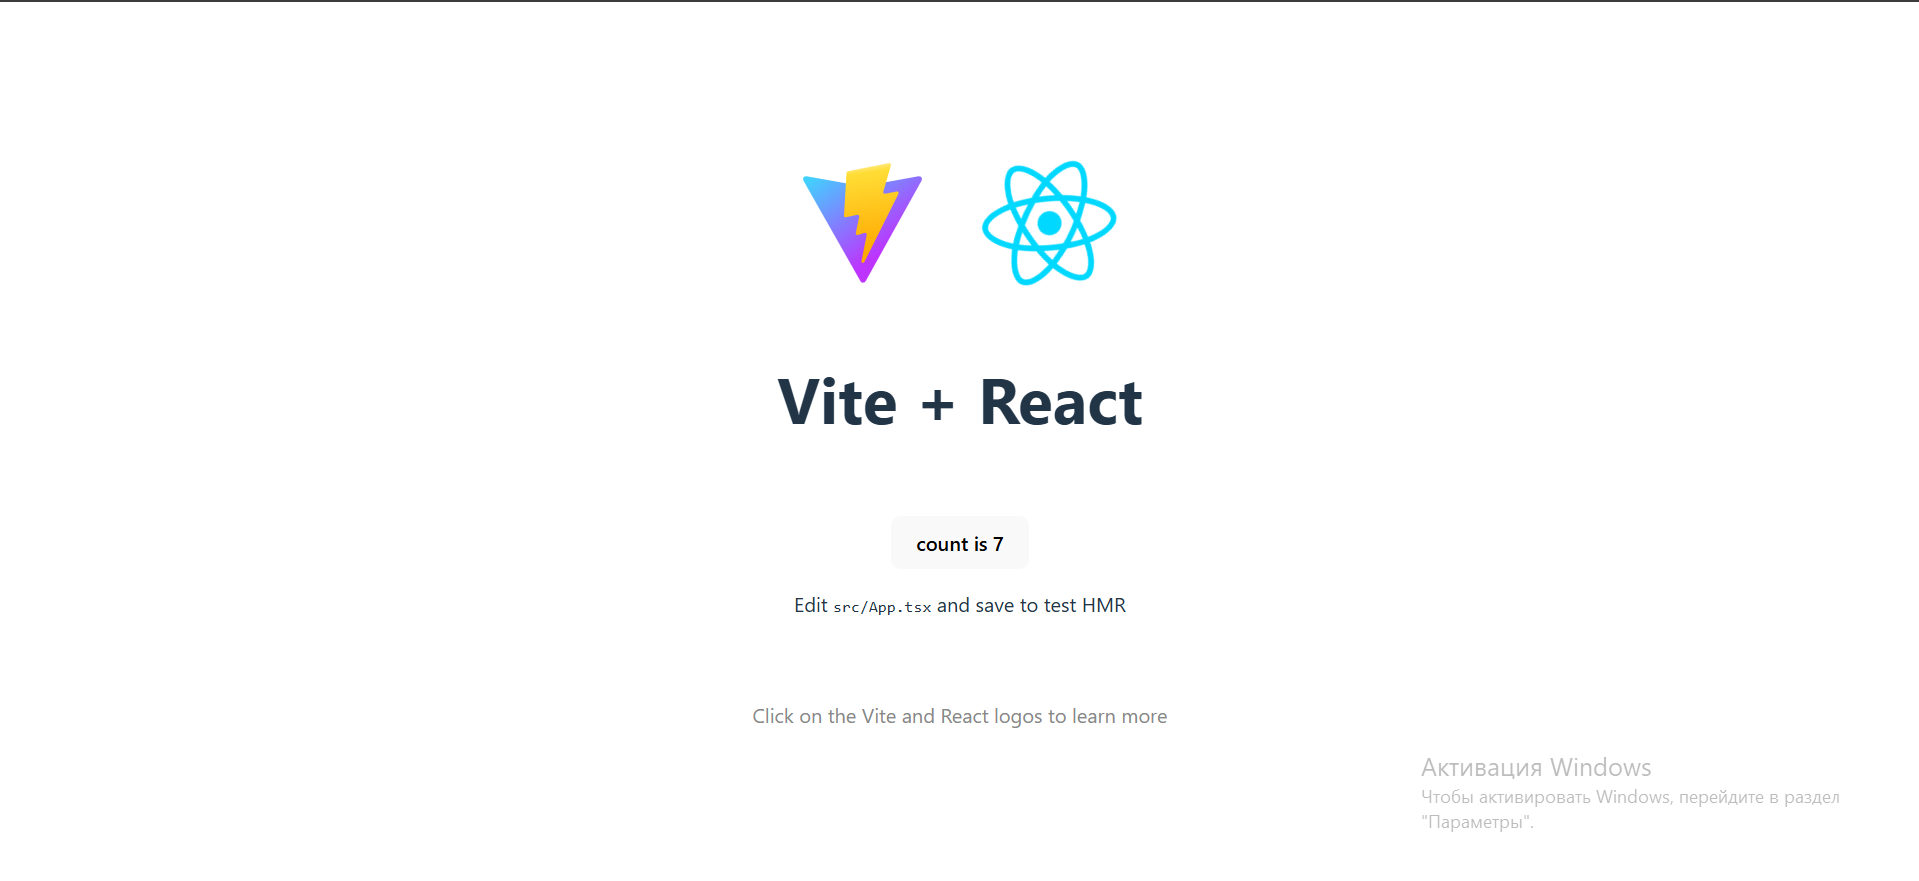 Vite + React
count is 7
Edit src/App.tsx and save to test HMR
Click on the Vite and React logos to learn more
Активация Windows
Чтобы активировать Windows, перейдите в раздел
"Параметры".